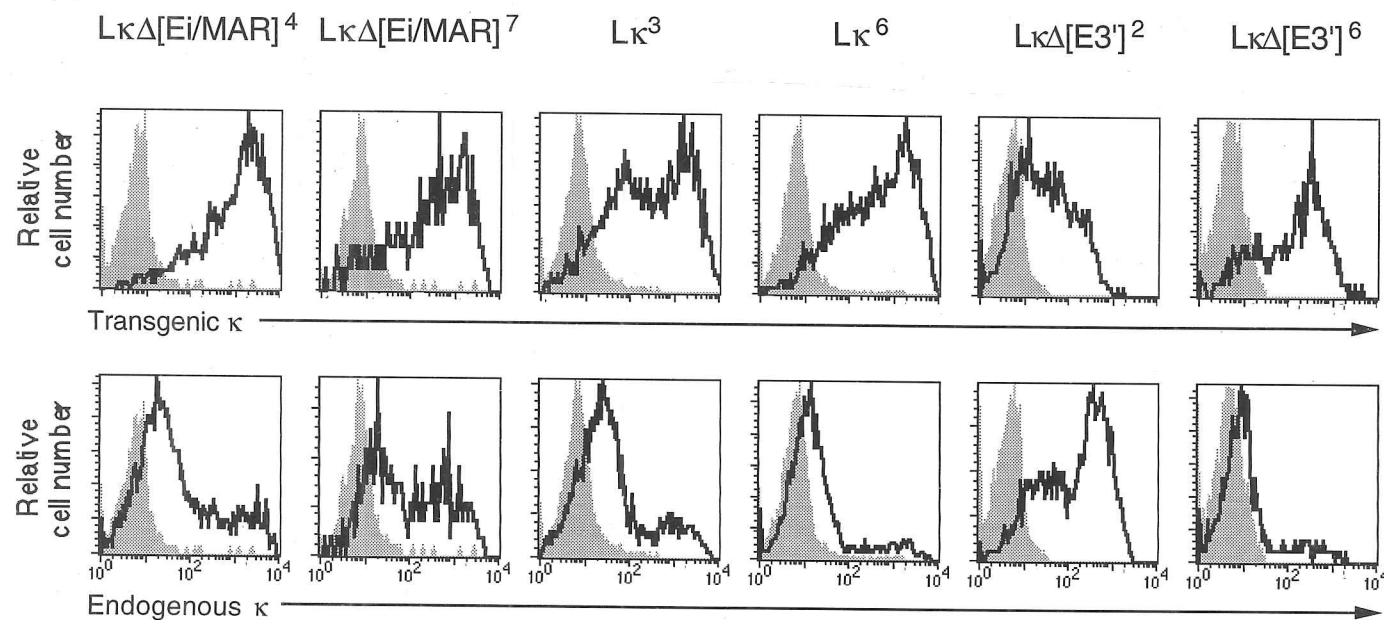 LκΔ[Ei/MAR]⁴ LκΔ[Ei/MAR]⁷ Lκ³ Lκ⁶ LκΔ[E3']² LκΔ[E3']⁶
Relative
cell number
Transgenic κ
Relative
cell number
10⁰ 10² 10⁴ 10⁰ 10² 10⁴ 10⁰ 10² 10⁴ 10⁰ 10² 10⁴ 10⁰ 10² 10⁴ 10⁰ 10² 10⁴
Endogenous κ